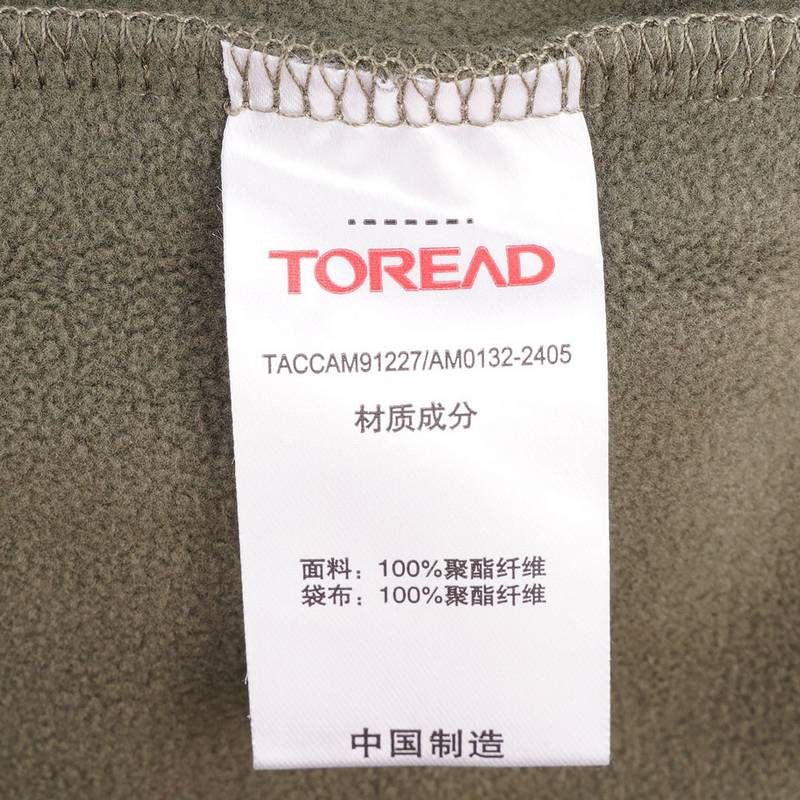 TOREAD
TACCAM91227/AM0132-2405
材质成分
面料：100%聚酯纤维
袋布：100%聚酯纤维
中国制造